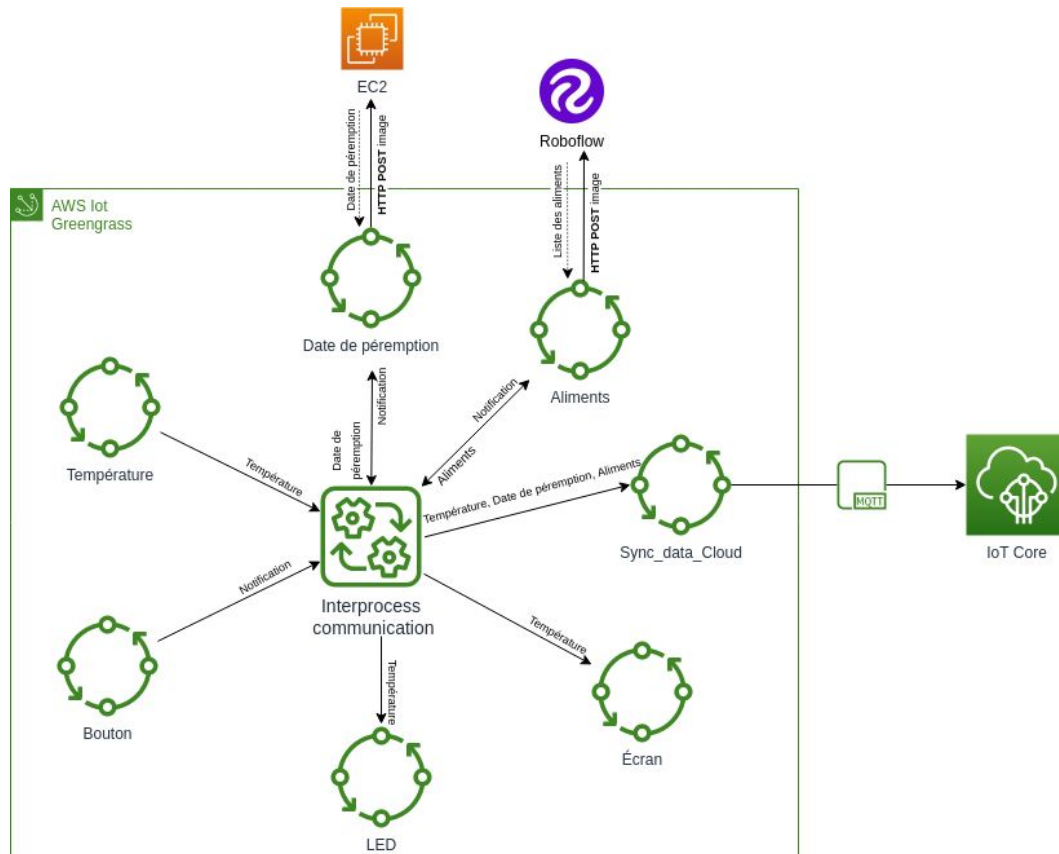 EC2
Roboflow
Date de péremption
HTTP POST image
Liste des aliments
HTTP POST image
AWS Iot
Greengrass
Date de péremption
Aliments
Température
Notification
Date de
péremption
Notification
Aliments
Température
Température, Date de péremption, Aliments
MQTT
Sync_data_Cloud
IoT Core
Notification
Interprocess
communication
Température
Température
Bouton
Écran
LED